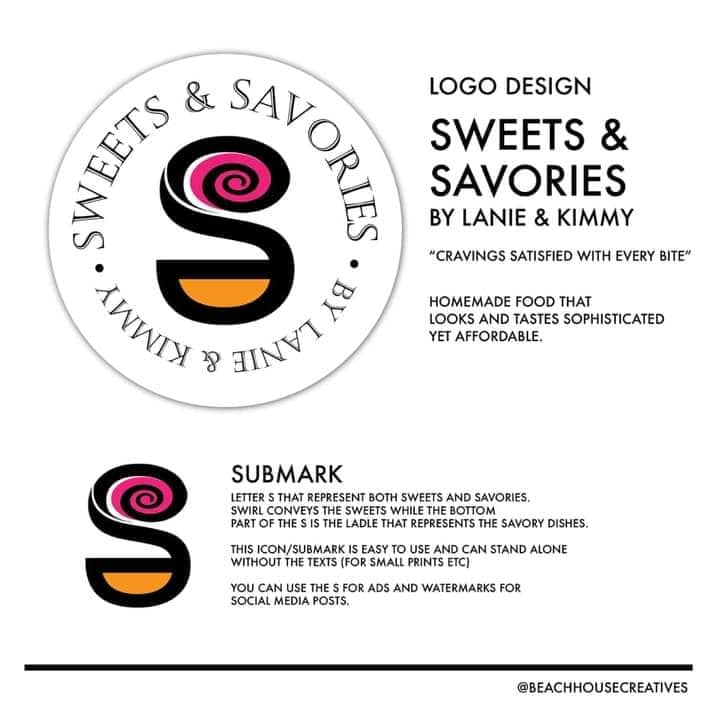 SWEETS & SAVORIES • BY LANIE & KIMMY •
LOGO DESIGN
SWEETS &
SAVORIES
BY LANIE & KIMMY
“CRAVINGS SATISFIED WITH EVERY BITE”
HOMEMADE FOOD THAT
LOOKS AND TASTES SOPHISTICATED
YET AFFORDABLE.
SUBMARK
LETTER S THAT REPRESENT BOTH SWEETS AND SAVORIES.
SWIRL CONVEYS THE SWEETS WHILE THE BOTTOM
PART OF THE S IS THE LADLE THAT REPRESENTS THE SAVORY DISHES.
THIS ICON/SUBMARK IS EASY TO USE AND CAN STAND ALONE
WITHOUT THE TEXTS (FOR SMALL PRINTS ETC)
YOU CAN USE THE S FOR ADS AND WATERMARKS FOR
SOCIAL MEDIA POSTS.
@BEACHHOUSECREATIVES